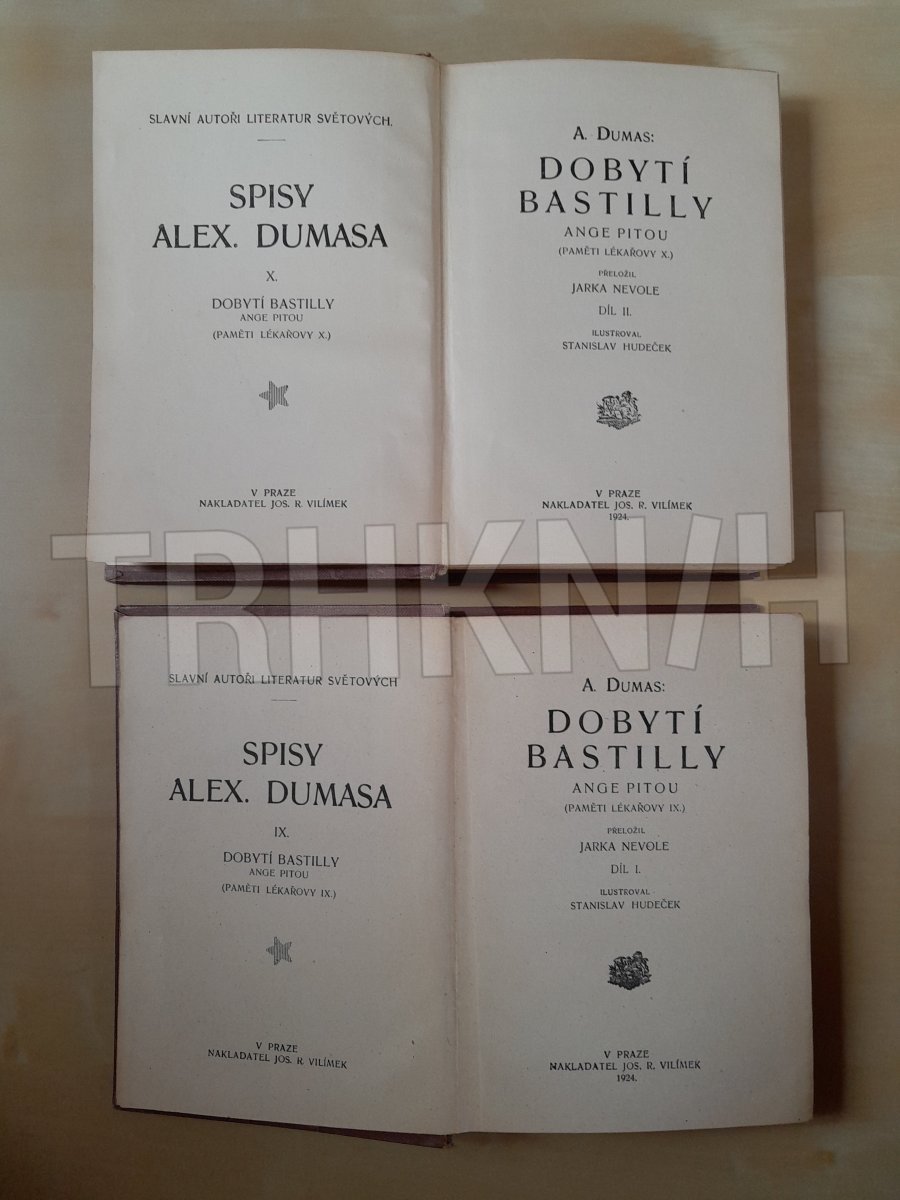 SLAVNÍ AUTOŘI LITERATUR SVĚTOVÝCH.
SPISY
ALEX. DUMASA
X.
DOBYTÍ BASTILLY
ANGE PITOU
(PAMĚTI LÉKAŘOVY X.)
V PRAZE
NAKLADATEL JOS. R. VILÍMEK
A. DUMAS:
DOBYTÍ
BASTILLY
ANGE PITOU
(PAMĚTI LÉKAŘOVY X.)
PŘELOŽIL
JARKA NEVOLE
DÍL II.
ILUSTROVAL
STANISLAV HUDEČEK
V PRAZE
NAKLADATEL JOS. R. VILÍMEK
1924.
TRHKNIH
SLAVNÍ AUTOŘI LITERATUR SVĚTOVÝCH
SPISY
ALEX. DUMASA
IX.
DOBYTÍ BASTILLY
ANGE PITOU
(PAMĚTI LÉKAŘOVY IX.)
V PRAZE
NAKLADATEL JOS. R. VILÍMEK
A. DUMAS:
DOBYTÍ
BASTILLY
ANGE PITOU
(PAMĚTI LÉKAŘOVY IX.)
PŘELOŽIL
JARKA NEVOLE
DÍL I.
ILUSTROVAL
STANISLAV HUDEČEK
V PRAZE
NAKLADATEL JOS. R. VILÍMEK
1924.